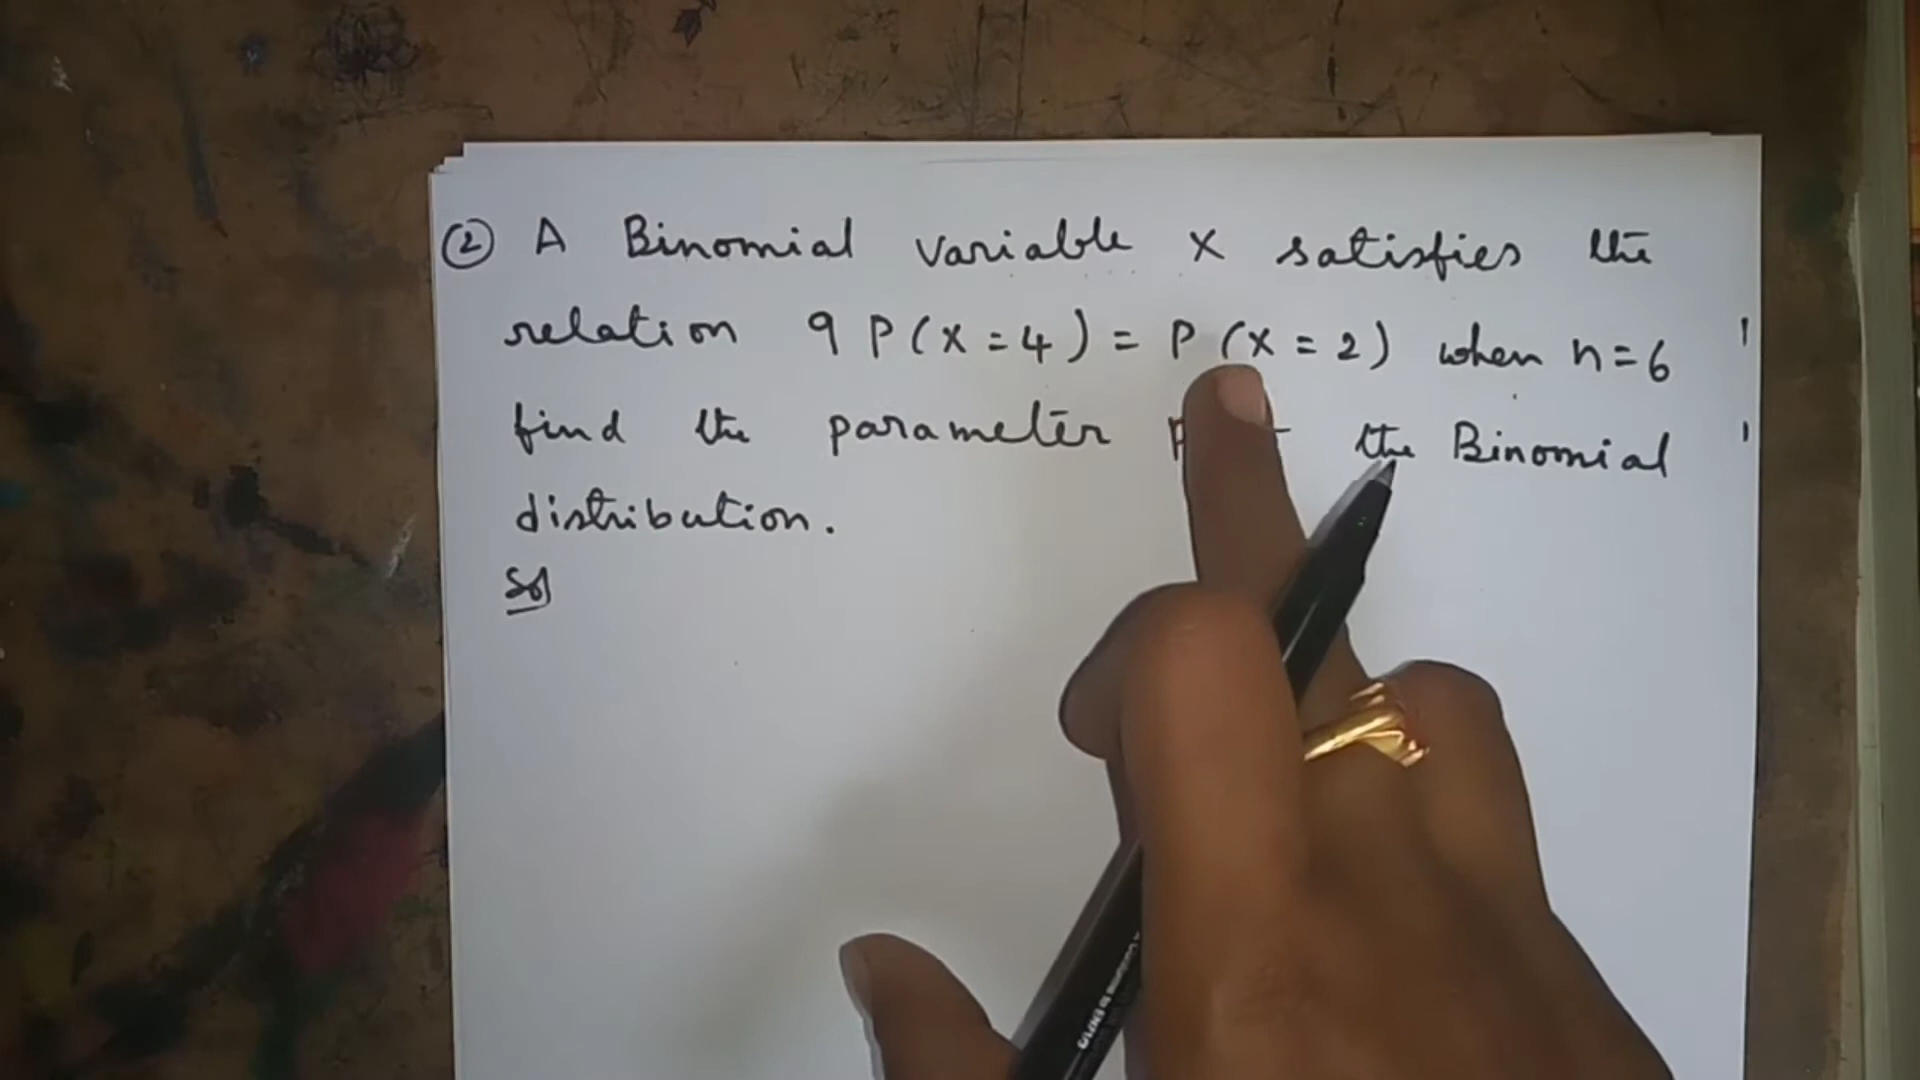 ② A Binomial variable X satisfies the
relation 9 P(X=4) = P(X=2) when n=6
find the parameter the Binomial
distribution.
Sol